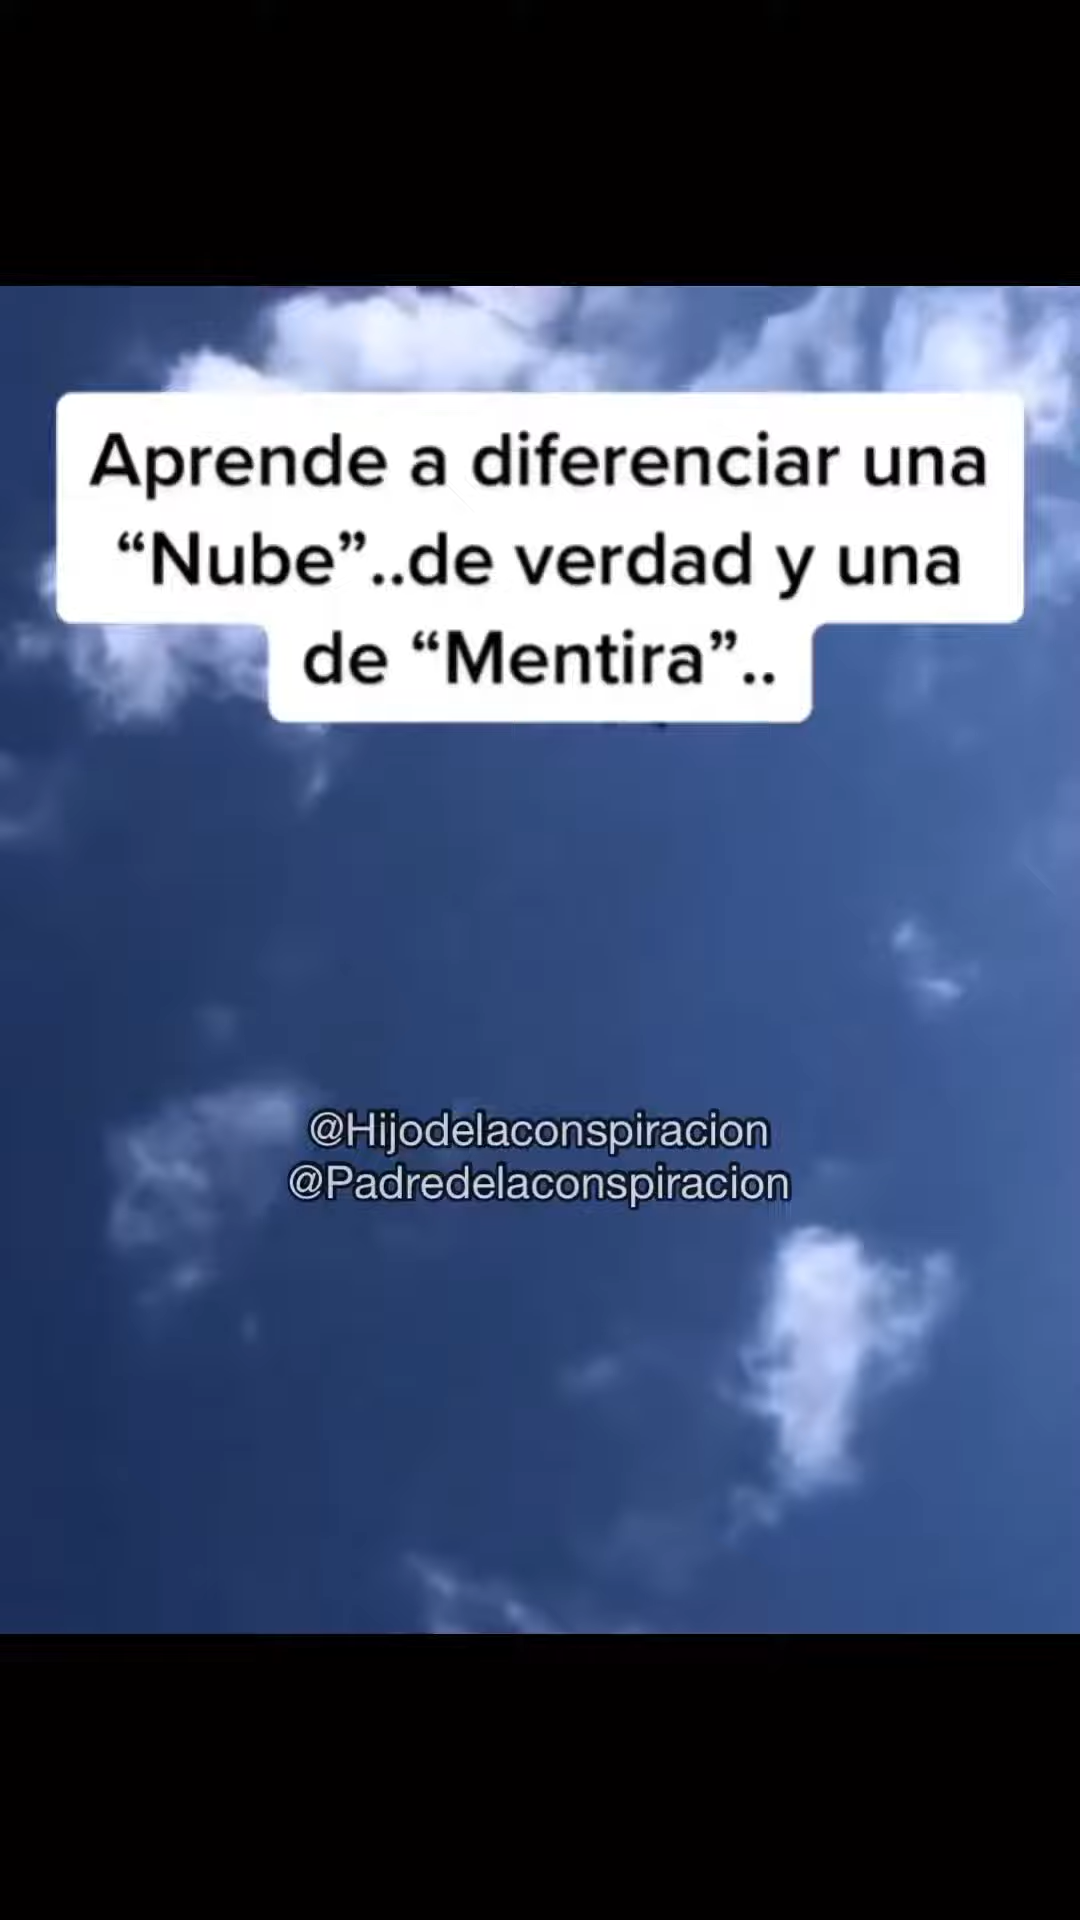 Aprende a diferenciar una
“Nube”..de verdad y una
de “Mentira”..
@Hijodelaconspiracion
@Padredelaconspiracion